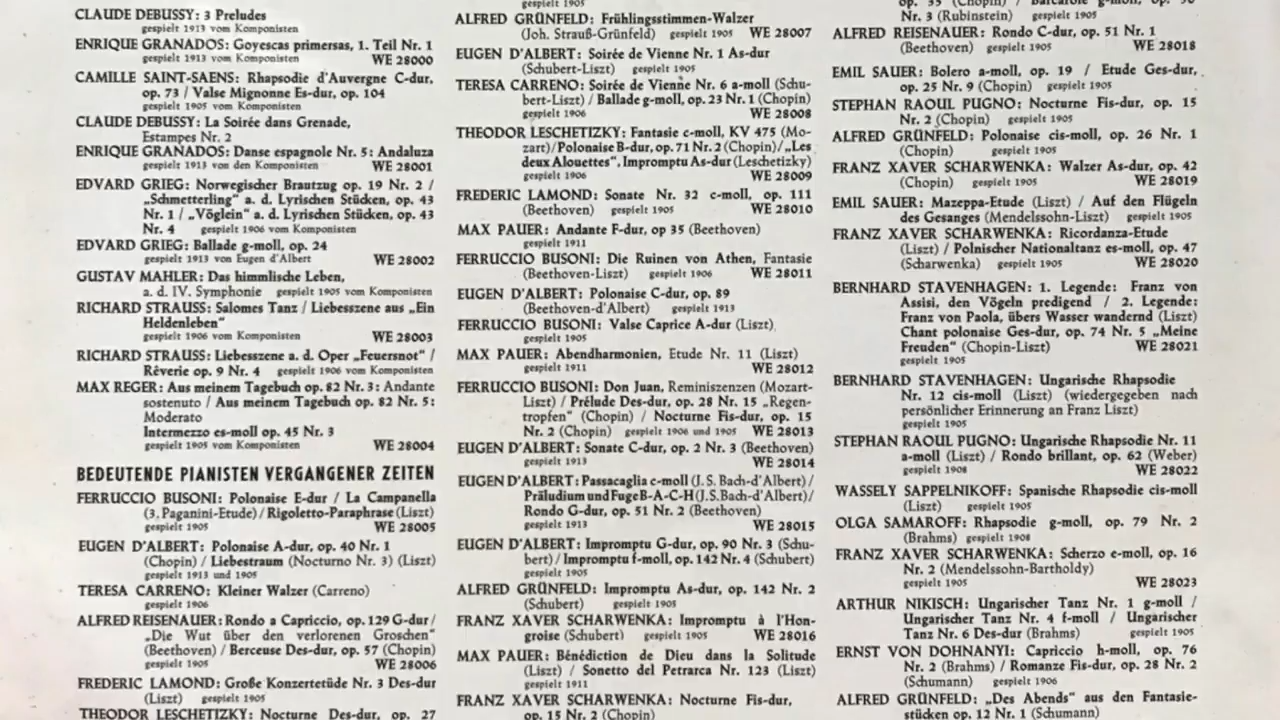 CLAUDE DEBUSSY: 3 Preludes
gespielt 1913 vom Komponisten
ENRIQUE GRANADOS: Goyescas primersas, 1. Teil Nr. 1
gespielt 1913 vom Komponisten WE 28000
CAMILLE SAINT-SAENS: Rhapsodie d'Auvergne C-dur,
op. 73 / Valse Mignonne Es-dur, op. 104
gespielt 1905 vom Komponisten
CLAUDE DEBUSSY: La Soirée dans Grenade,
Estampes Nr. 2
ENRIQUE GRANADOS: Danse espagnole Nr. 5: Andaluza
gespielt 1913 von den Komponisten WE 28001
EDVARD GRIEG: Norwegischer Brautzug op. 19 Nr. 2 /
„Schmetterling" a. d. Lyrischen Stücken, op. 43
Nr. 1 / „Vöglein" a. d. Lyrischen Stücken, op. 43
Nr. 4 gespielt 1906 vom Komponisten
EDVARD GRIEG: Ballade g-moll, op. 24
gespielt 1913 von Eugen d'Albert WE 28002
GUSTAV MAHLER: Das himmlische Leben,
a. d. IV. Symphonie gespielt 1905 vom Komponisten
RICHARD STRAUSS: Salomes Tanz / Liebesszene aus „Ein
Heldenleben"
gespielt 1906 vom Komponisten WE 28003
RICHARD STRAUSS: Liebesszene a. d. Oper „Feuersnot" /
Rêverie op. 9 Nr. 4 gespielt 1906 vom Komponisten
MAX REGER: Aus meinem Tagebuch op. 82 Nr. 3: Andante
sostenuto / Aus meinem Tagebuch op. 82 Nr. 5:
Moderato
Intermezzo es-moll op. 45 Nr. 3
gespielt 1905 vom Komponisten WE 28004
BEDEUTENDE PIANISTEN VERGANGENER ZEITEN
FERRUCCIO BUSONI: Polonaise E-dur / La Campanella
(3. Paganini-Etude) / Rigoletto-Paraphrase (Liszt)
gespielt 1905 WE 28005
EUGEN D'ALBERT: Polonaise A-dur, op. 40 Nr. 1
(Chopin) / Liebestraum (Nocturno Nr. 3) (Liszt)
gespielt 1913 und 1905
TERESA CARRENO: Kleiner Walzer (Carreno)
gespielt 1906
ALFRED REISENAUER: Rondo a Capriccio, op. 129 G-dur /
„Die Wut über den verlorenen Groschen"
(Beethoven) / Berceuse Des-dur, op. 57 (Chopin)
gespielt 1905 WE 28006
FREDERIC LAMOND: Große Konzertetüde Nr. 3 Des-dur
(Liszt) gespielt 1905
THEODOR LESCHETIZKY: Nocturne Des-dur, op. 27
gespielt 1905
ALFRED GRÜNFELD: Frühlingsstimmen-Walzer
(Joh. Strauß-Grünfeld) gespielt 1905 WE 28007
EUGEN D'ALBERT: Soirée de Vienne Nr. 1 As-dur
(Schubert-Liszt) gespielt 1905
TERESA CARRENO: Soirée de Vienne Nr. 6 a-moll (Schu-
bert-Liszt) / Ballade g-moll, op. 23 Nr. 1 (Chopin)
gespielt 1906 WE 28008
THEODOR LESCHETIZKY: Fantasie c-moll, KV 475 (Mo-
zart) / Polonaise B-dur, op. 71 Nr. 2 (Chopin) / „Les
deux Alouettes", Impromptu As-dur (Leschetizky)
gespielt 1906 WE 28009
FREDERIC LAMOND: Sonate Nr. 32 c-moll, op. 111
(Beethoven) gespielt 1905 WE 28010
MAX PAUER: Andante F-dur, op 35 (Beethoven)
gespielt 1911
FERRUCCIO BUSONI: Die Ruinen von Athen, Fantasie
(Beethoven-Liszt) gespielt 1906 WE 28011
EUGEN D'ALBERT: Polonaise C-dur, op. 89
(Beethoven-d'Albert) gespielt 1913
FERRUCCIO BUSONI: Valse Caprice A-dur (Liszt)
gespielt 1905
MAX PAUER: Abendharmonien, Etude Nr. 11 (Liszt)
gespielt 1911 WE 28012
FERRUCCIO BUSONI: Don Juan, Reminiszenzen (Mozart-
Liszt) / Prélude Des-dur, op. 28 Nr. 15 „Regen-
tropfen" (Chopin) / Nocturne Fis-dur, op. 15
Nr. 2 (Chopin) gespielt 1906 und 1905 WE 28013
EUGEN D'ALBERT: Sonate C-dur, op. 2 Nr. 3 (Beethoven)
gespielt 1913 WE 28014
EUGEN D'ALBERT: Passacaglia c-moll (J. S. Bach-d'Albert) /
Präludium und Fuge B-A-C-H (J.S. Bach-d'Albert) /
Rondo G-dur, op. 51 Nr. 2 (Beethoven)
gespielt 1913 WE 28015
EUGEN D'ALBERT: Impromptu G-dur, op. 90 Nr. 3 (Schu-
bert) / Impromptu f-moll, op. 142 Nr. 4 (Schubert)
gespielt 1905
ALFRED GRÜNFELD: Impromptu As-dur, op. 142 Nr. 2
(Schubert) gespielt 1905
FRANZ XAVER SCHARWENKA: Impromptu à l'Hon-
groise (Schubert) gespielt 1905 WE 28016
MAX PAUER: Bénédiction de Dieu dans la Solitude
(Liszt) / Sonetto del Petrarca Nr. 123 (Liszt)
gespielt 1911
FRANZ XAVER SCHARWENKA: Nocturne Fis-dur,
op. 15 Nr. 2 (Chopin)
op. 35 (Chopin) / Barcarole g-moll, op. 50
Nr. 3 (Rubinstein) gespielt 1905
ALFRED REISENAUER: Rondo C-dur, op. 51 Nr. 1
(Beethoven) gespielt 1905 WE 28018
EMIL SAUER: Bolero a-moll, op. 19 / Etude Ges-dur,
op. 25 Nr. 9 (Chopin) gespielt 1905
STEPHAN RAOUL PUGNO: Nocturne Fis-dur, op. 15
Nr. 2 (Chopin) gespielt 1905
ALFRED GRÜNFELD: Polonaise cis-moll, op. 26 Nr. 1
(Chopin) gespielt 1905
FRANZ XAVER SCHARWENKA: Walzer As-dur, op. 42
(Chopin) gespielt 1905 WE 28019
EMIL SAUER: Mazeppa-Etude (Liszt) / Auf den Flügeln
des Gesanges (Mendelssohn-Liszt) gespielt 1905
FRANZ XAVER SCHARWENKA: Ricordanza-Etude
(Liszt) / Polnischer Nationaltanz es-moll, op. 47
(Scharwenka) gespielt 1905 WE 28020
BERNHARD STAVENHAGEN: 1. Legende: Franz von
Assisi, den Vögeln predigend / 2. Legende:
Franz von Paola, übers Wasser wandernd (Liszt)
Chant polonaise Ges-dur, op. 74 Nr. 5 „Meine
Freuden" (Chopin-Liszt) WE 28021
gespielt 1905
BERNHARD STAVENHAGEN: Ungarische Rhapsodie
Nr. 12 cis-moll (Liszt) (wiedergegeben nach
persönlicher Erinnerung an Franz Liszt)
gespielt 1905
STEPHAN RAOUL PUGNO: Ungarische Rhapsodie Nr. 11
a-moll (Liszt) / Rondo brillant, op. 62 (Weber)
gespielt 1908 WE 28022
WASSELY SAPPELNIKOFF: Spanische Rhapsodie cis-moll
(Liszt) gespielt 1905
OLGA SAMAROFF: Rhapsodie g-moll, op. 79 Nr. 2
(Brahms) gespielt 1908
FRANZ XAVER SCHARWENKA: Scherzo e-moll, op. 16
Nr. 2 (Mendelssohn-Bartholdy)
gespielt 1905 WE 28023
ARTHUR NIKISCH: Ungarischer Tanz Nr. 1 g-moll /
Ungarischer Tanz Nr. 4 f-moll / Ungarischer
Tanz Nr. 6 Des-dur (Brahms) gespielt 1905
ERNST VON DOHNANYI: Capriccio h-moll, op. 76
Nr. 2 (Brahms) / Romanze Fis-dur, op. 28 Nr. 2
(Schumann) gespielt 1906
ALFRED GRÜNFELD: „Des Abends" aus den Fantasie-
stücken op. 12 Nr. 1 (Schumann)